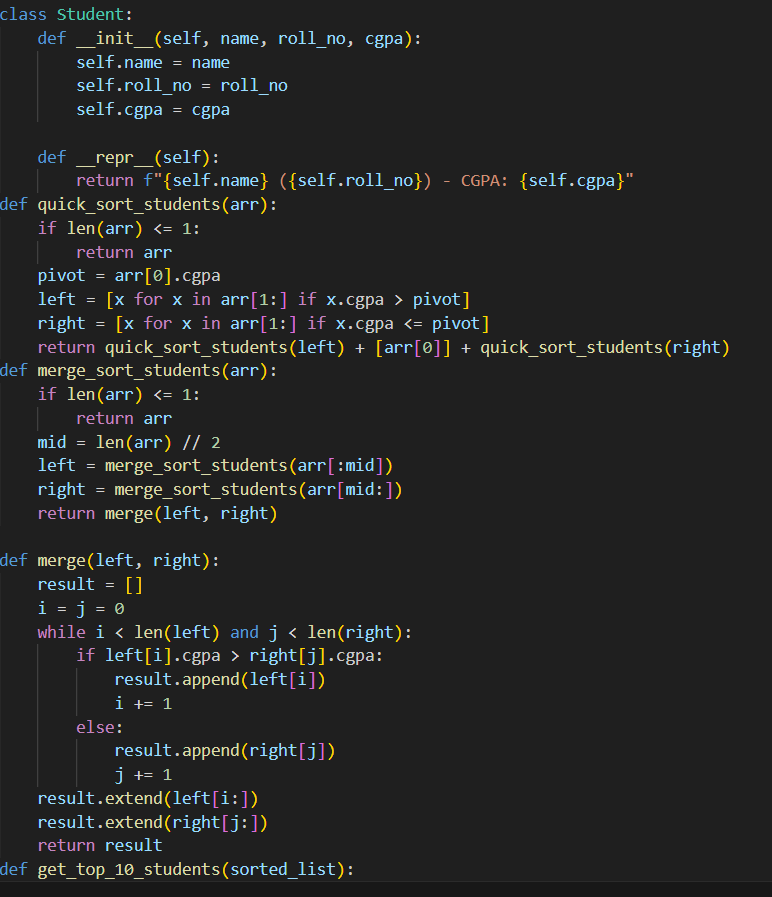 class Student:
    def __init__(self, name, roll_no, cgpa):
        self.name = name
        self.roll_no = roll_no
        self.cgpa = cgpa

    def __repr__(self):
        return f"{self.name} ({self.roll_no}) - CGPA: {self.cgpa}"
def quick_sort_students(arr):
    if len(arr) <= 1:
        return arr
    pivot = arr[0].cgpa
    left = [x for x in arr[1:] if x.cgpa > pivot]
    right = [x for x in arr[1:] if x.cgpa <= pivot]
    return quick_sort_students(left) + [arr[0]] + quick_sort_students(right)
def merge_sort_students(arr):
    if len(arr) <= 1:
        return arr
    mid = len(arr) // 2
    left = merge_sort_students(arr[:mid])
    right = merge_sort_students(arr[mid:])
    return merge(left, right)

def merge(left, right):
    result = []
    i = j = 0
    while i < len(left) and j < len(right):
        if left[i].cgpa > right[j].cgpa:
            result.append(left[i])
            i += 1
        else:
            result.append(right[j])
            j += 1
    result.extend(left[i:])
    result.extend(right[j:])
    return result
def get_top_10_students(sorted_list):